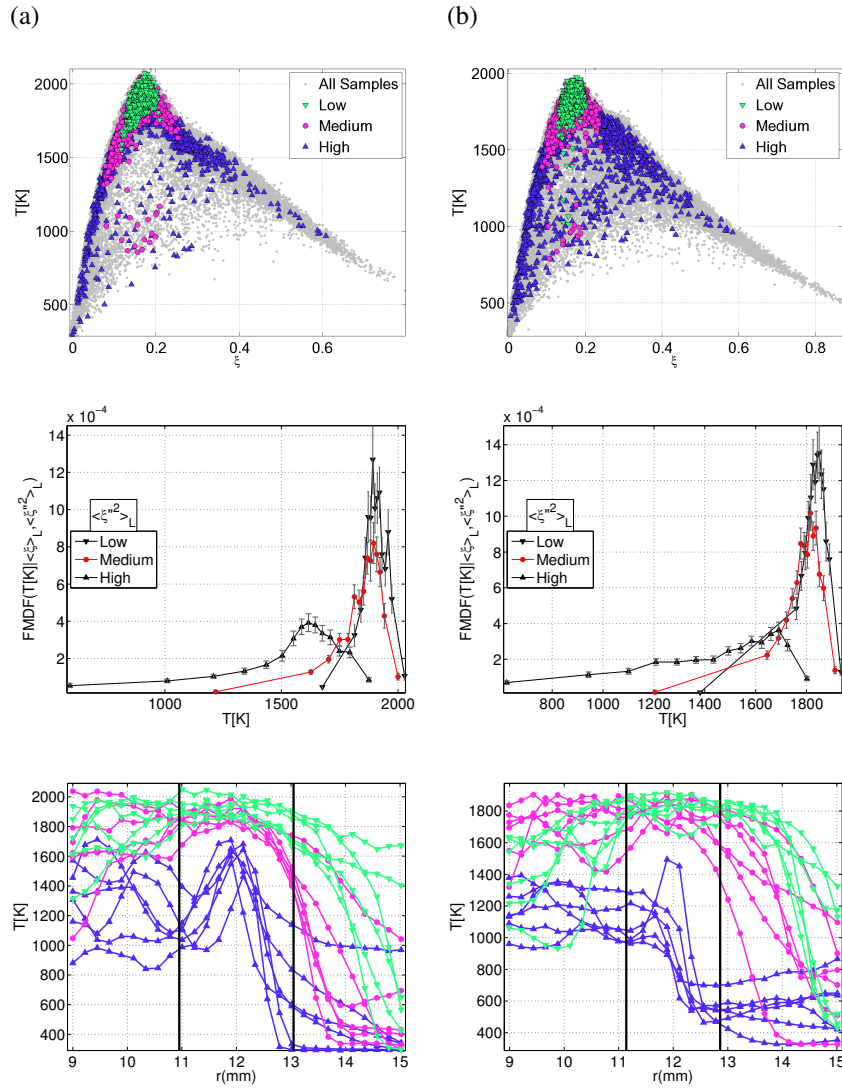 (a)
(b)
2000
1500
1000
500
T[K]
0
0.2
0.4
0.6
ξ
All Samples
Low
Medium
High
2000
1500
1000
500
T[K]
0
0.2
0.4
0.6
0.8
ξ
All Samples
Low
Medium
High
x 10⁻⁴
14
12
10
8
6
4
2
FMDF(T[K]|<ξ>L,<ξ''²>L)
<ξ''²>L
Low
Medium
High
1000
1500
2000
T[K]
x 10⁻⁴
14
12
10
8
6
4
2
FMDF(T[K]|<ξ>L,<ξ''²>L)
<ξ''²>L
Low
Medium
High
800
1000
1200
1400
1600
1800
T[K]
2000
1800
1600
1400
1200
1000
800
600
400
T[K]
9
10
11
12
13
14
15
r(mm)
1800
1600
1400
1200
1000
800
600
400
T[K]
9
10
11
12
13
14
15
r(mm)